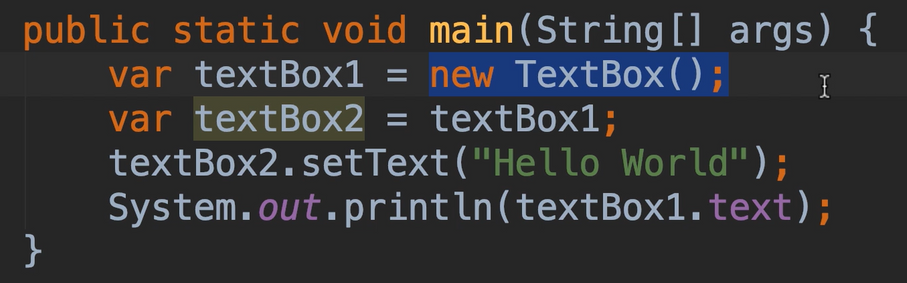 public static void main(String[] args) {
var textBox1 = new TextBox();
var textBox2 = textBox1;
textBox2.setText("Hello World");
System.out.println(textBox1.text);
}